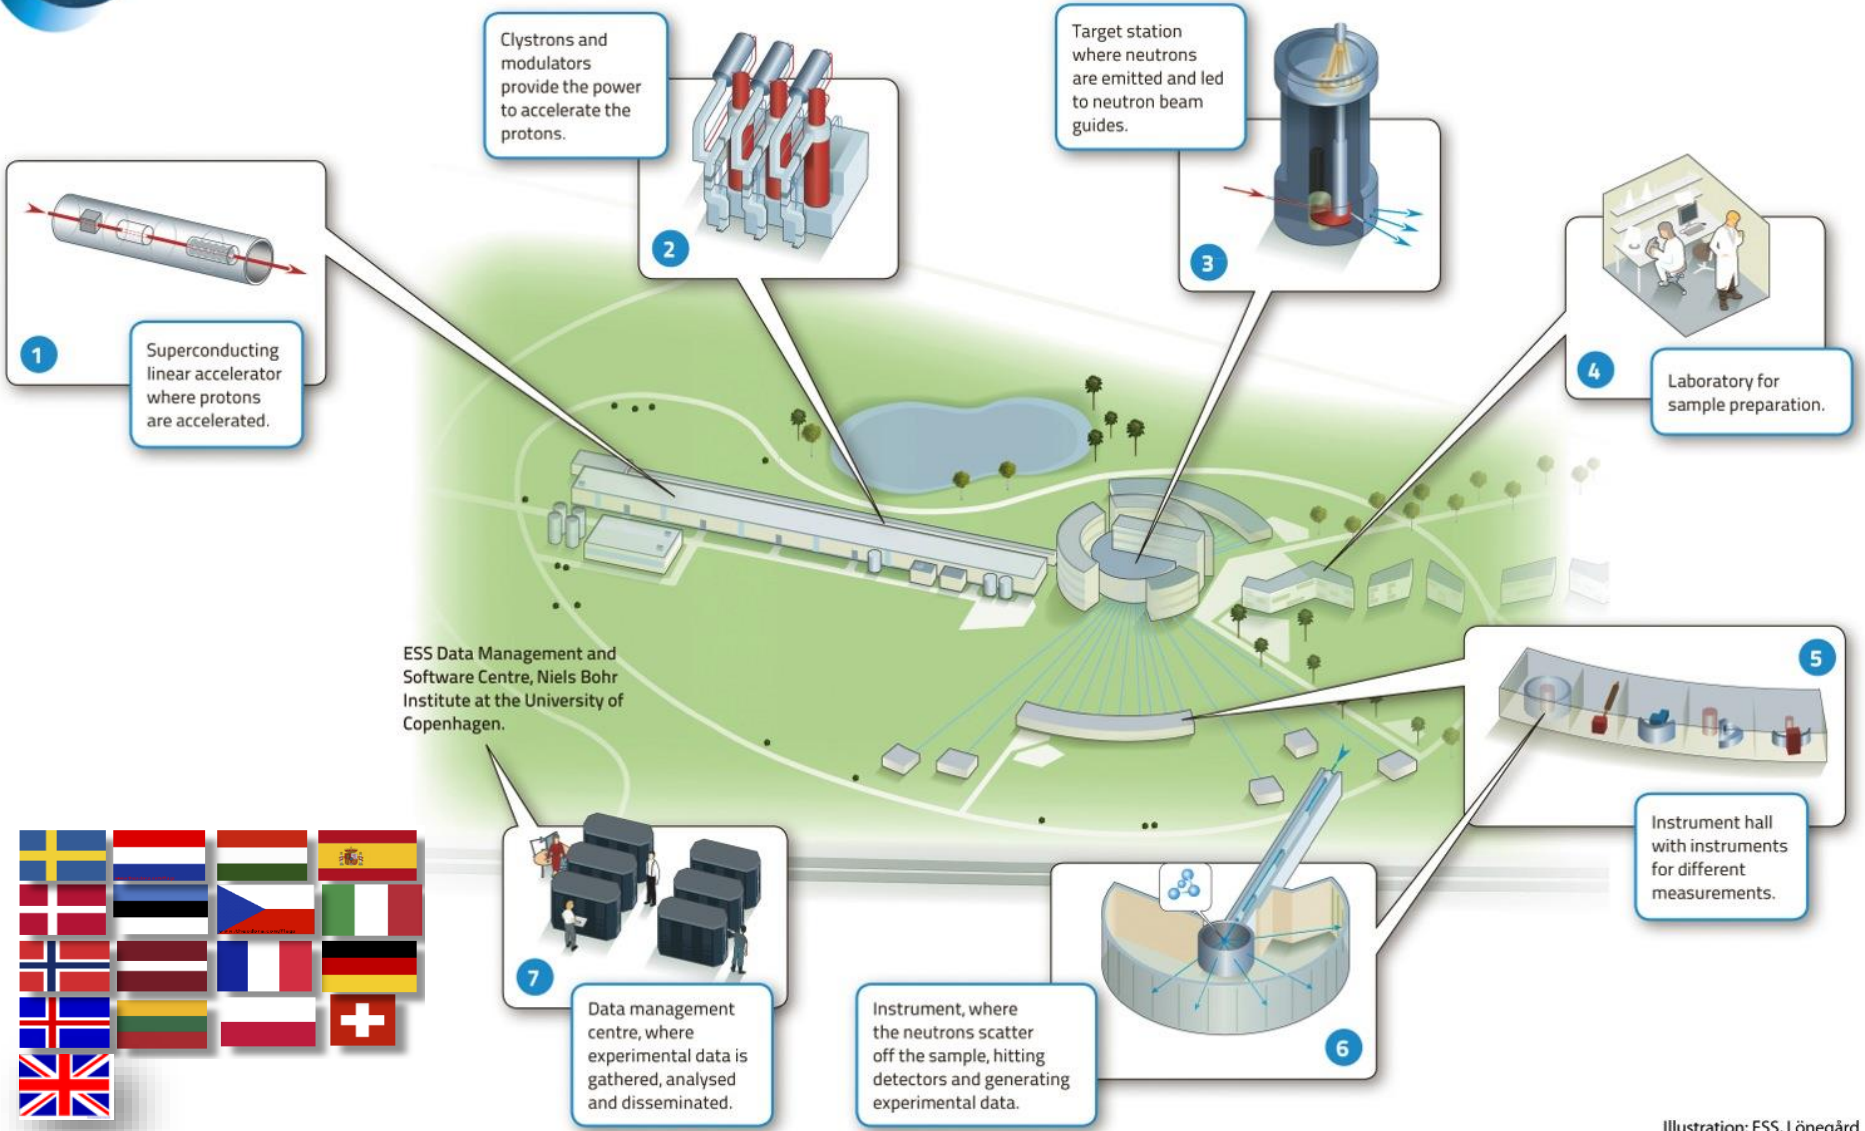 Clystrons and
modulators
provide the power
to accelerate the
protons.
2
Target station
where neutrons
are emitted and led
to neutron beam
guides.
3
1
Superconducting
linear accelerator
where protons
are accelerated.
4
Laboratory for
sample preparation.
5
Instrument hall
with instruments
for different
measurements.
ESS Data Management and
Software Centre, Niels Bohr
Institute at the University of
Copenhagen.
7
Data management
centre, where
experimental data is
gathered, analysed
and disseminated.
Instrument, where
the neutrons scatter
off the sample, hitting
detectors and generating
experimental data.
6
Illustration: ESS, Lönegård